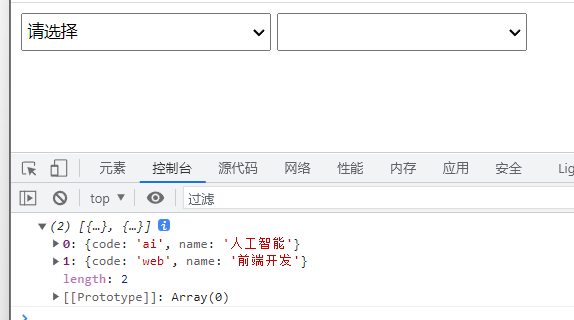 请选择
元素 控制台 源代码 网络 性能 内存 应用 安全 Lig
top 过滤
(2) [{…}, {…}] i
0: {code: 'ai', name: '人工智能'}
1: {code: 'web', name: '前端开发'}
length: 2
[[Prototype]]: Array(0)